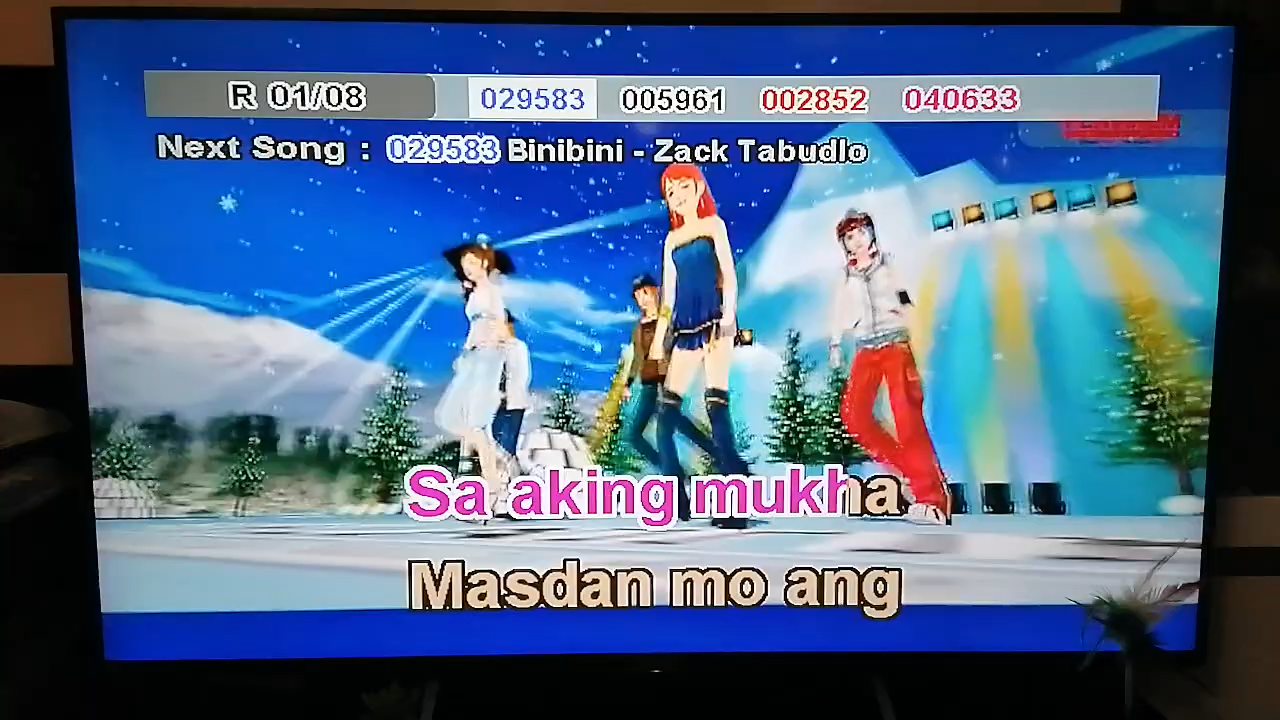 R 01/08 029583 005961 002852 040633
Next Song : 029583 Binibini - Zack Tabudlo
Sa aking mukha
Masdan mo ang